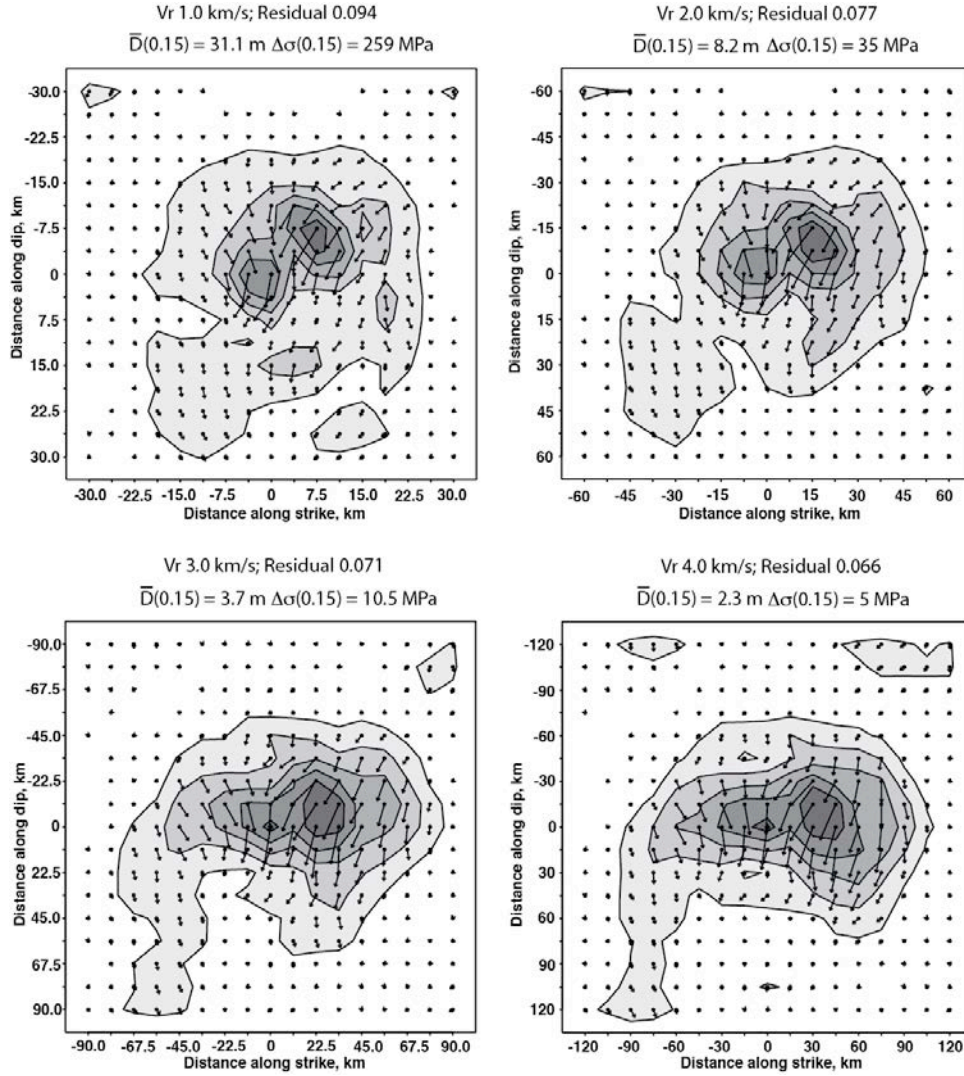 Vr 1.0 km/s; Residual 0.094
D̅(0.15) = 31.1 m Δσ(0.15) = 259 MPa
-30.0
-22.5
-15.0
-7.5
0
7.5
15.0
22.5
30.0
Distance along dip, km
-30.0 -22.5 -15.0 -7.5 0 7.5 15.0 22.5 30.0
Distance along strike, km
Vr 2.0 km/s; Residual 0.077
D̅(0.15) = 8.2 m Δσ(0.15) = 35 MPa
-60
-45
-30
-15
0
15
30
45
60
Distance along dip, km
-60 -45 -30 -15 0 15 30 45 60
Distance along strike, km
Vr 3.0 km/s; Residual 0.071
D̅(0.15) = 3.7 m Δσ(0.15) = 10.5 MPa
-90.0
-67.5
-45.0
-22.5
0
22.5
45.0
67.5
90.0
Distance along dip, km
-90.0 -67.5 -45.0 -22.5 0 22.5 45.0 67.5 90.0
Distance along strike, km
Vr 4.0 km/s; Residual 0.066
D̅(0.15) = 2.3 m Δσ(0.15) = 5 MPa
-120
-90
-60
-30
0
30
60
90
120
Distance along dip, km
-120 -90 -60 -30 0 30 60 90 120
Distance along strike, km